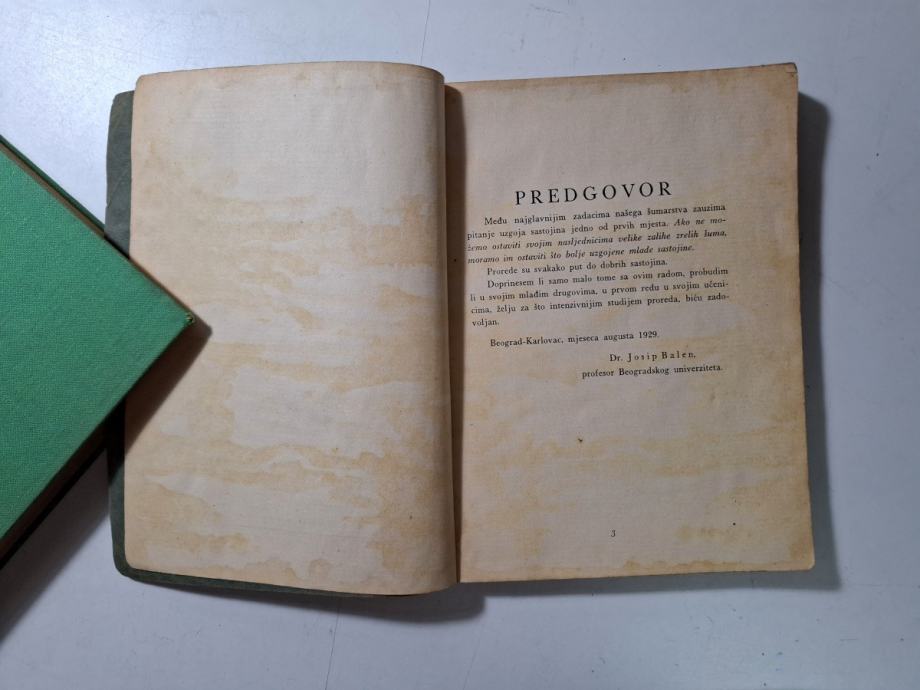 PREDGOVOR
Među najglavnijim zadacima našega šumarstva zauzima
pitanje uzgoja sastojina jedno od prvih mjesta. Ako ne mo-
žemo ostaviti svojim nasljednicima velike zalihe zrelih šuma,
moramo im ostaviti što bolje uzgojene mlade sastojine.
Prorede su svakako put do dobrih sastojina.
Doprinesem li samo malo tome sa ovim radom, probudim
li u svojim mlađim drugovima, u prvom redu u svojim učeni-
cima, želju za što intenzivnijim studijem proreda, biću zado-
voljan.
Beograd-Karlovac, mjeseca augusta 1929.
Dr. Josip Balen,
profesor Beogradskog univerziteta.
3